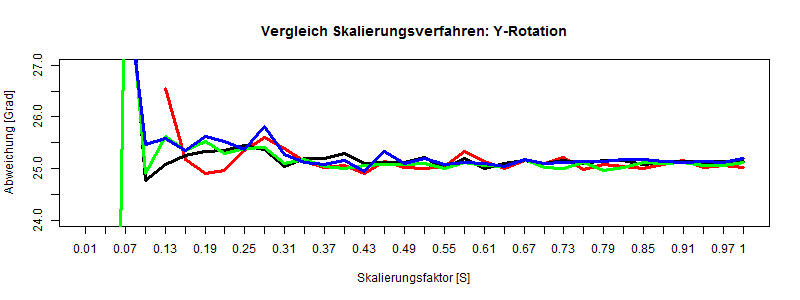 Vergleich Skalierungsverfahren: Y-Rotation
Abweichung [Grad]
27.0
26.0
25.0
24.0
0.01 0.07 0.13 0.19 0.25 0.31 0.37 0.43 0.49 0.55 0.61 0.67 0.73 0.79 0.85 0.91 0.97 1
Skalierungsfaktor [S]